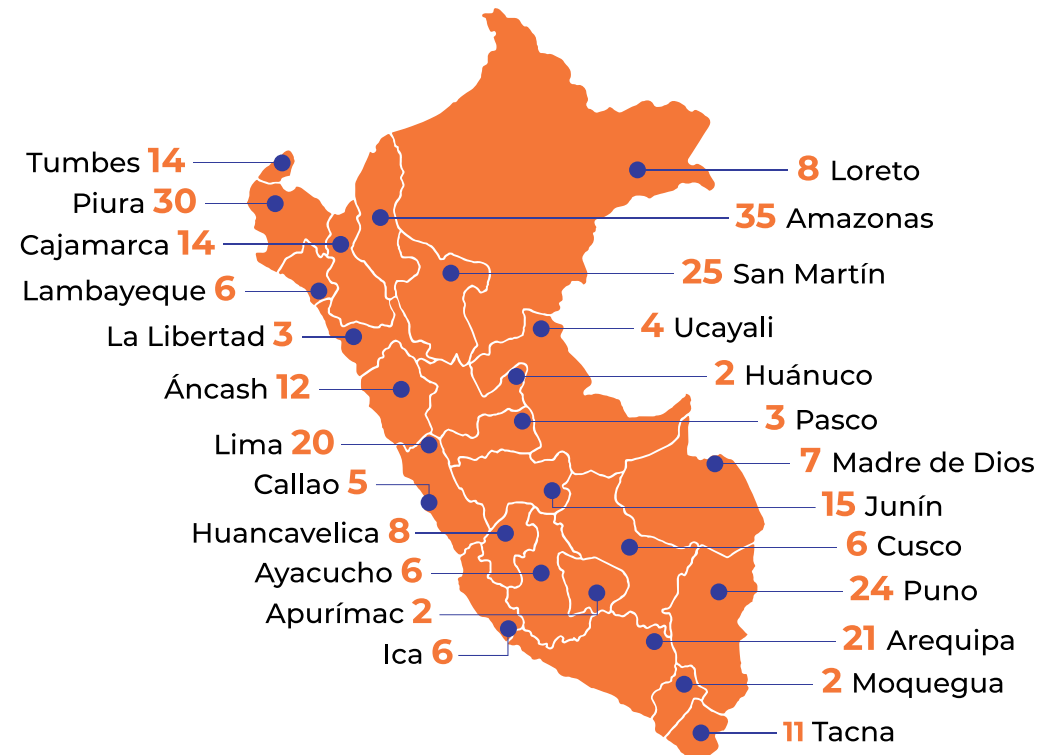 Tumbes 14
Piura 30
Cajamarca 14
Lambayeque 6
La Libertad 3
Áncash 12
Lima 20
Callao 5
Huancavelica 8
Ayacucho 6
Apurímac 2
Ica 6
8 Loreto
35 Amazonas
25 San Martín
4 Ucayali
2 Huánuco
3 Pasco
7 Madre de Dios
15 Junín
6 Cusco
24 Puno
21 Arequipa
2 Moquegua
11 Tacna